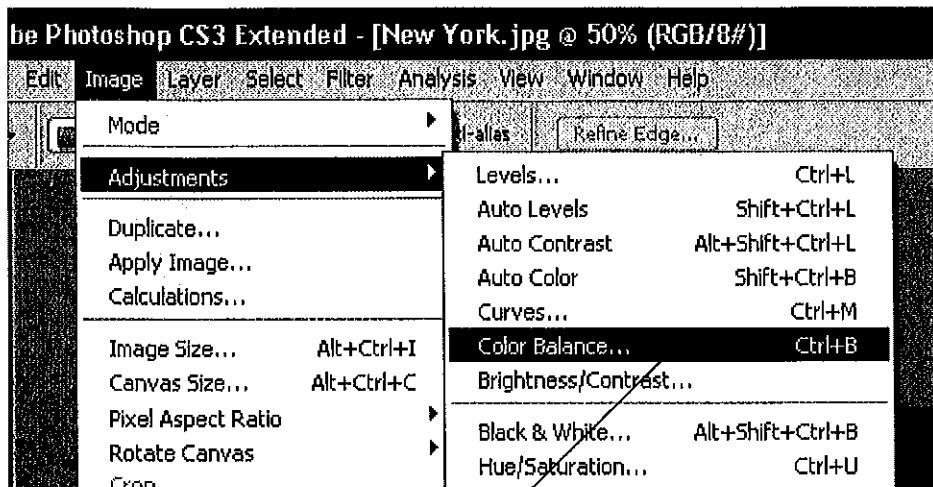 be Photoshop CS3 Extended - [New York.jpg @ 50% (RGB/8#)]
Edit Image Layer Select Filter Analysis View Window Help
Mode
Refine Edge...
Adjustments
Duplicate...
Apply Image...
Calculations...
Image Size... Alt+Ctrl+I
Canvas Size... Alt+Ctrl+C
Pixel Aspect Ratio
Rotate Canvas
Crop
Levels... Ctrl+L
Auto Levels Shift+Ctrl+L
Auto Contrast Alt+Shift+Ctrl+L
Auto Color Shift+Ctrl+B
Curves... Ctrl+M
Color Balance... Ctrl+B
Brightness/Contrast...
Black & White... Alt+Shift+Ctrl+B
Hue/Saturation... Ctrl+U